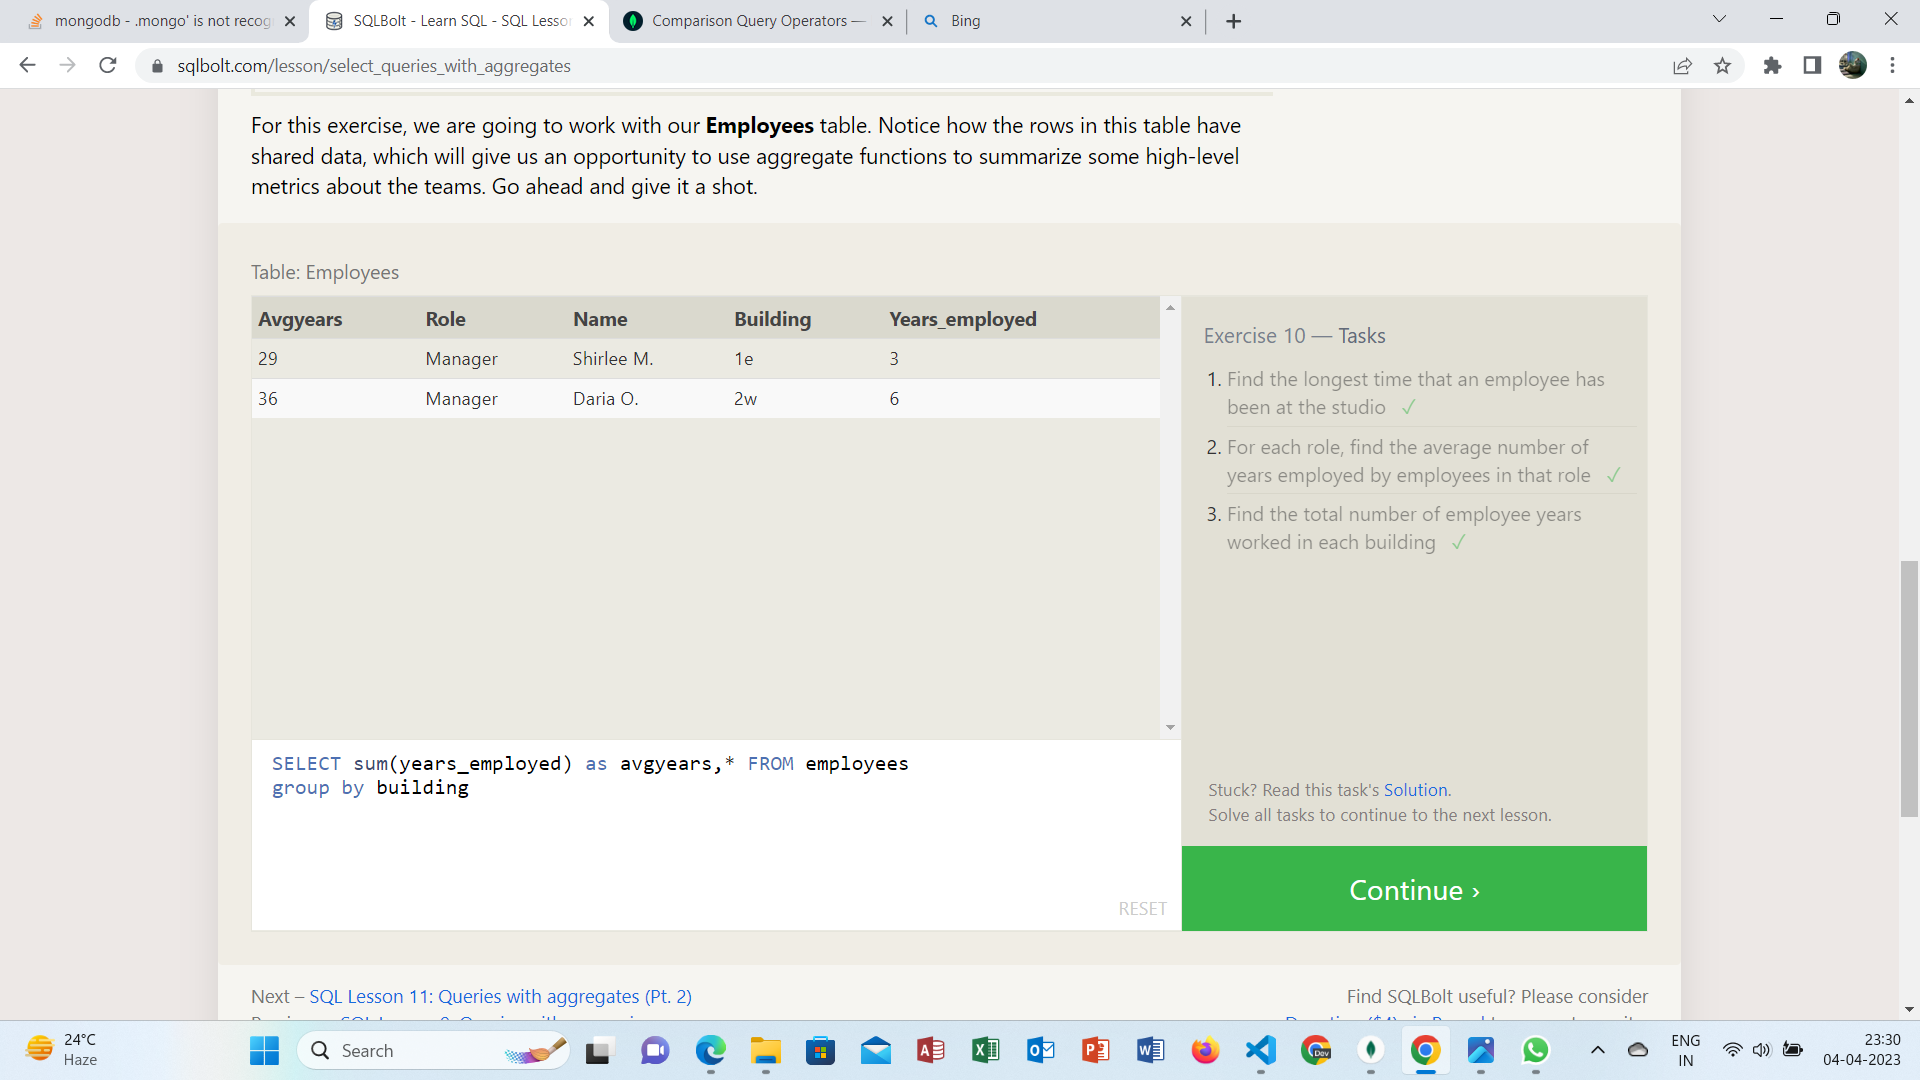 mongodb - .mongo' is not recog
SQLBolt - Learn SQL - SQL Lesson
Comparison Query Operators —
Bing
sqlbolt.com/lesson/select_queries_with_aggregates
For this exercise, we are going to work with our Employees table. Notice how the rows in this table have
shared data, which will give us an opportunity to use aggregate functions to summarize some high-level
metrics about the teams. Go ahead and give it a shot.
Table: Employees
Avgyears Role Name Building Years_employed
29 Manager Shirlee M. 1e 3
36 Manager Daria O. 2w 6
Exercise 10 — Tasks
1. Find the longest time that an employee has
been at the studio ✓
2. For each role, find the average number of
years employed by employees in that role ✓
3. Find the total number of employee years
worked in each building ✓
Stuck? Read this task's Solution.
Solve all tasks to continue to the next lesson.
Continue ›
SELECT sum(years_employed) as avgyears,* FROM employees
group by building
RESET
Next – SQL Lesson 11: Queries with aggregates (Pt. 2)
Find SQLBolt useful? Please consider
24°C
Haze
Search
Dev
ENG
IN
23:30
04-04-2023